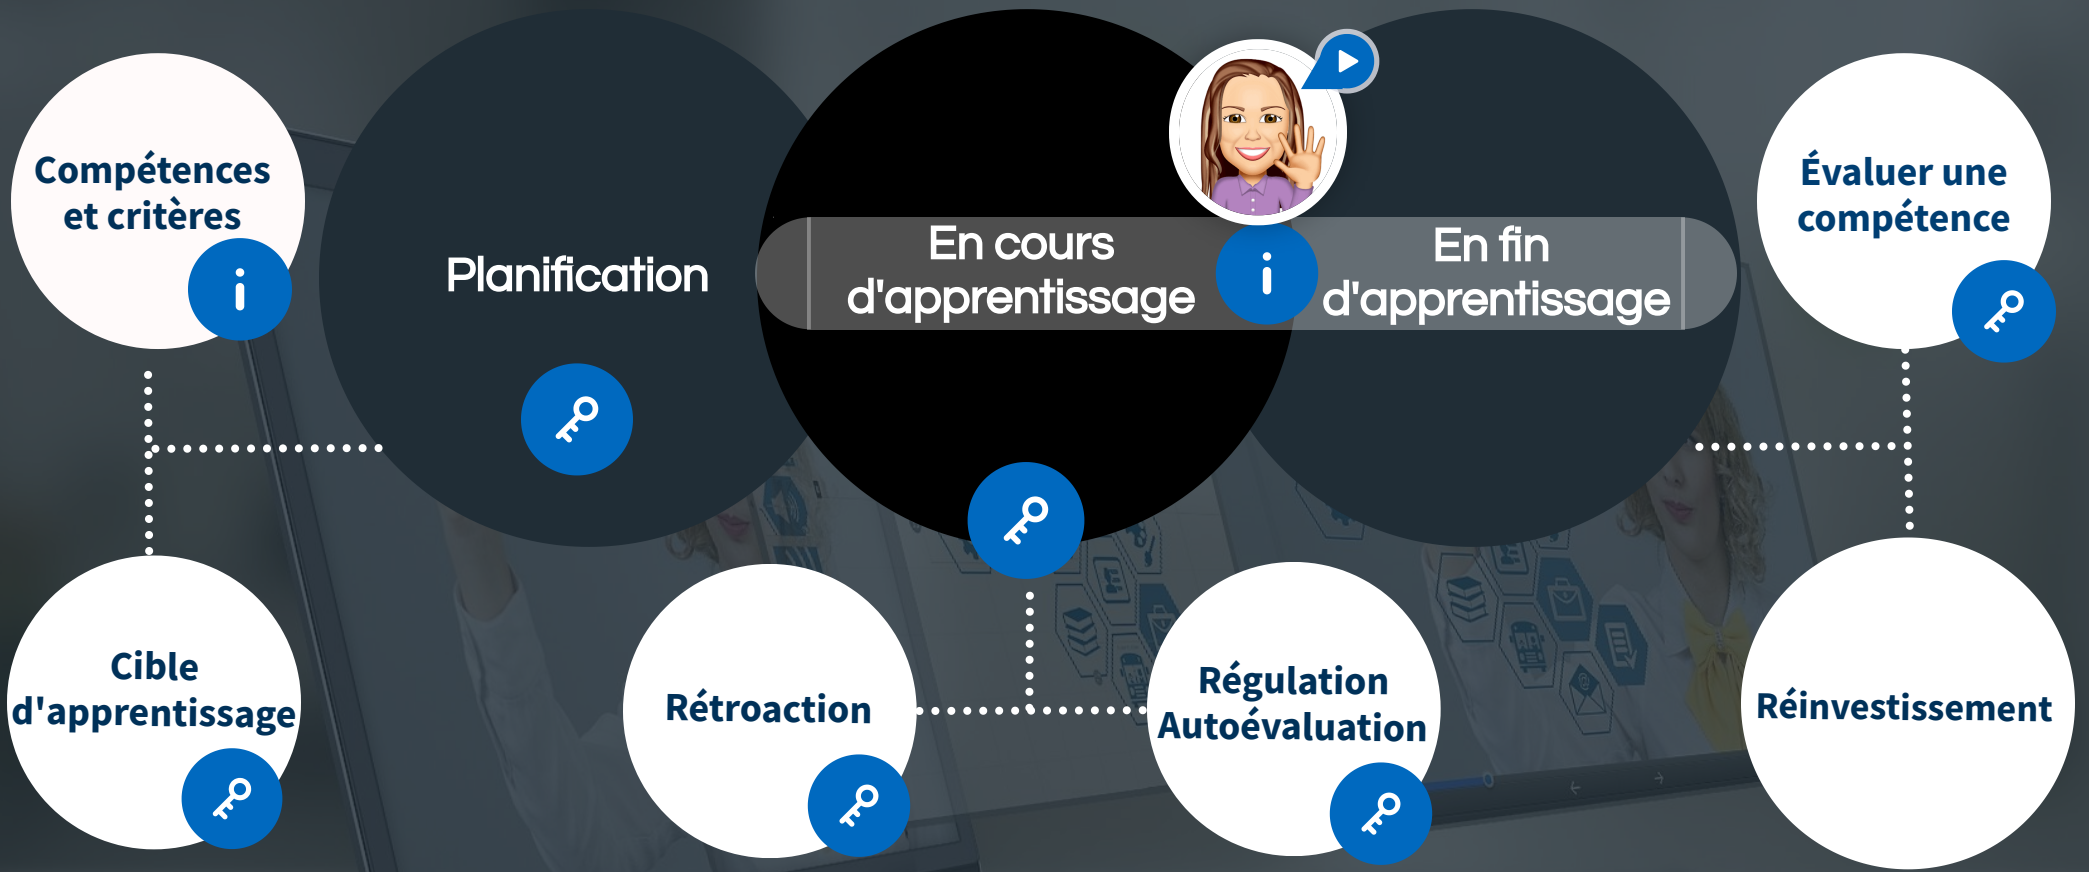 Compétences
et critères
Planification
En cours
d'apprentissage
En fin
d'apprentissage
Évaluer une
compétence
Cible
d'apprentissage
Rétroaction
Régulation
Autoévaluation
Réinvestissement